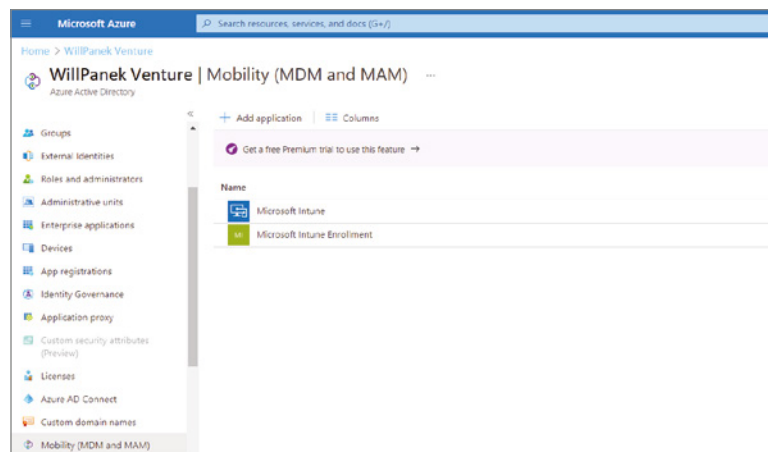 Microsoft Azure
Search resources, services, and docs (G+/)
Home > WillPanek Venture
WillPanek Venture | Mobility (MDM and MAM) ...
Azure Active Directory
«
+ Add application
Columns
Groups
Get a free Premium trial to use this feature →
External Identities
Roles and administrators
Name
Administrative units
Microsoft Intune
Enterprise applications
MI Microsoft Intune Enrollment
Devices
App registrations
Identity Governance
Application proxy
Custom security attributes
(Preview)
Licenses
Azure AD Connect
Custom domain names
Mobility (MDM and MAM)